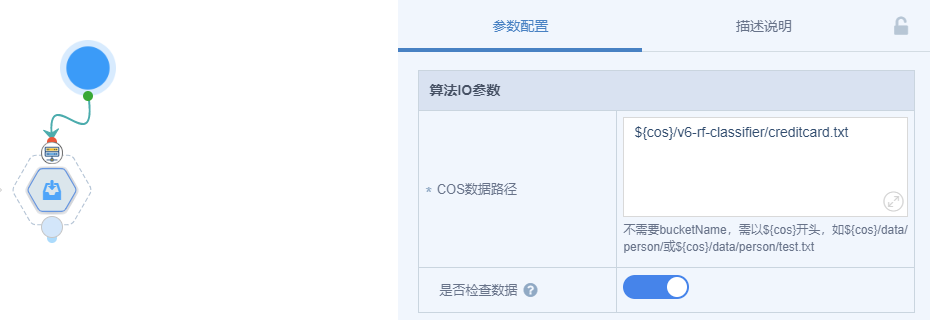 参数配置
描述说明
算法IO参数
* COS数据路径
${cos}/v6-rf-classifier/creditcard.txt
不需要bucketName，需以${cos}开头，如${cos}/data/
person/或${cos}/data/person/test.txt
是否检查数据 ?